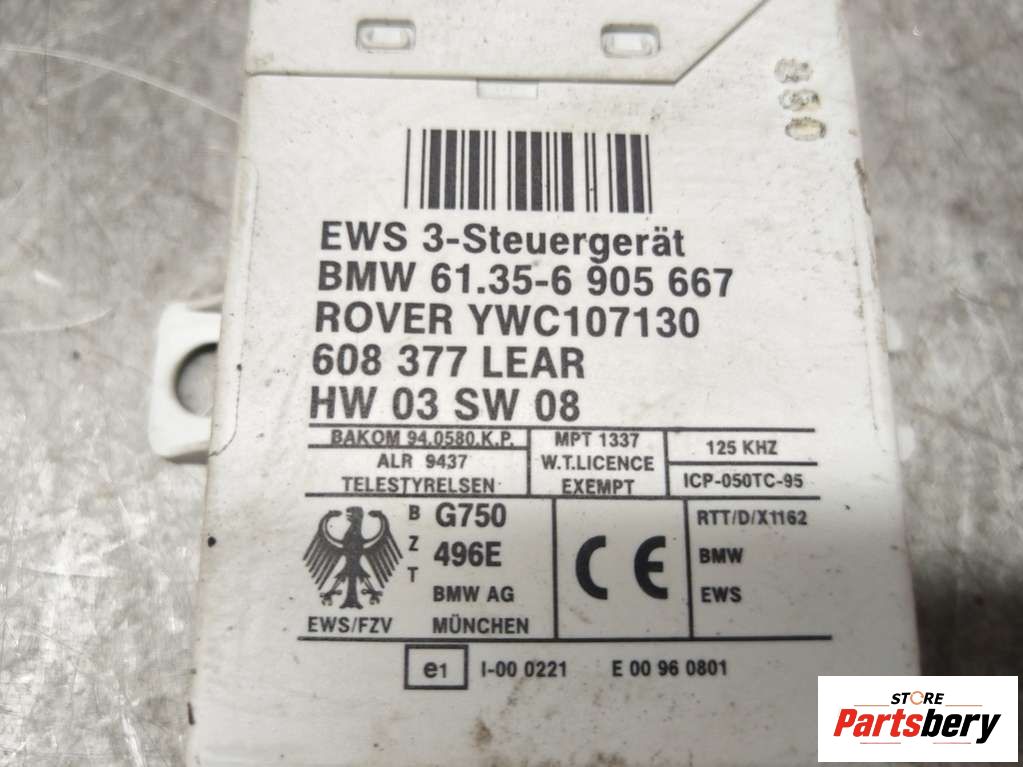 EWS 3-Steuergerät
BMW 61.35-6 905 667
ROVER YWC107130
608 377 LEAR
HW 03 SW 08
BAKOM 94.0580.K.P.
ALR 9437
TELESTYRELSEN
MPT 1337
W.T.LICENCE
EXEMPT
125 KHZ
ICP-050TC-95
BZT
G750
496E
BMW AG
EWS/FZV MÜNCHEN
CE
RTT/D/X1162
BMW
EWS
e1 I-00 0221 E 00 96 0801
STORE
Partsbery